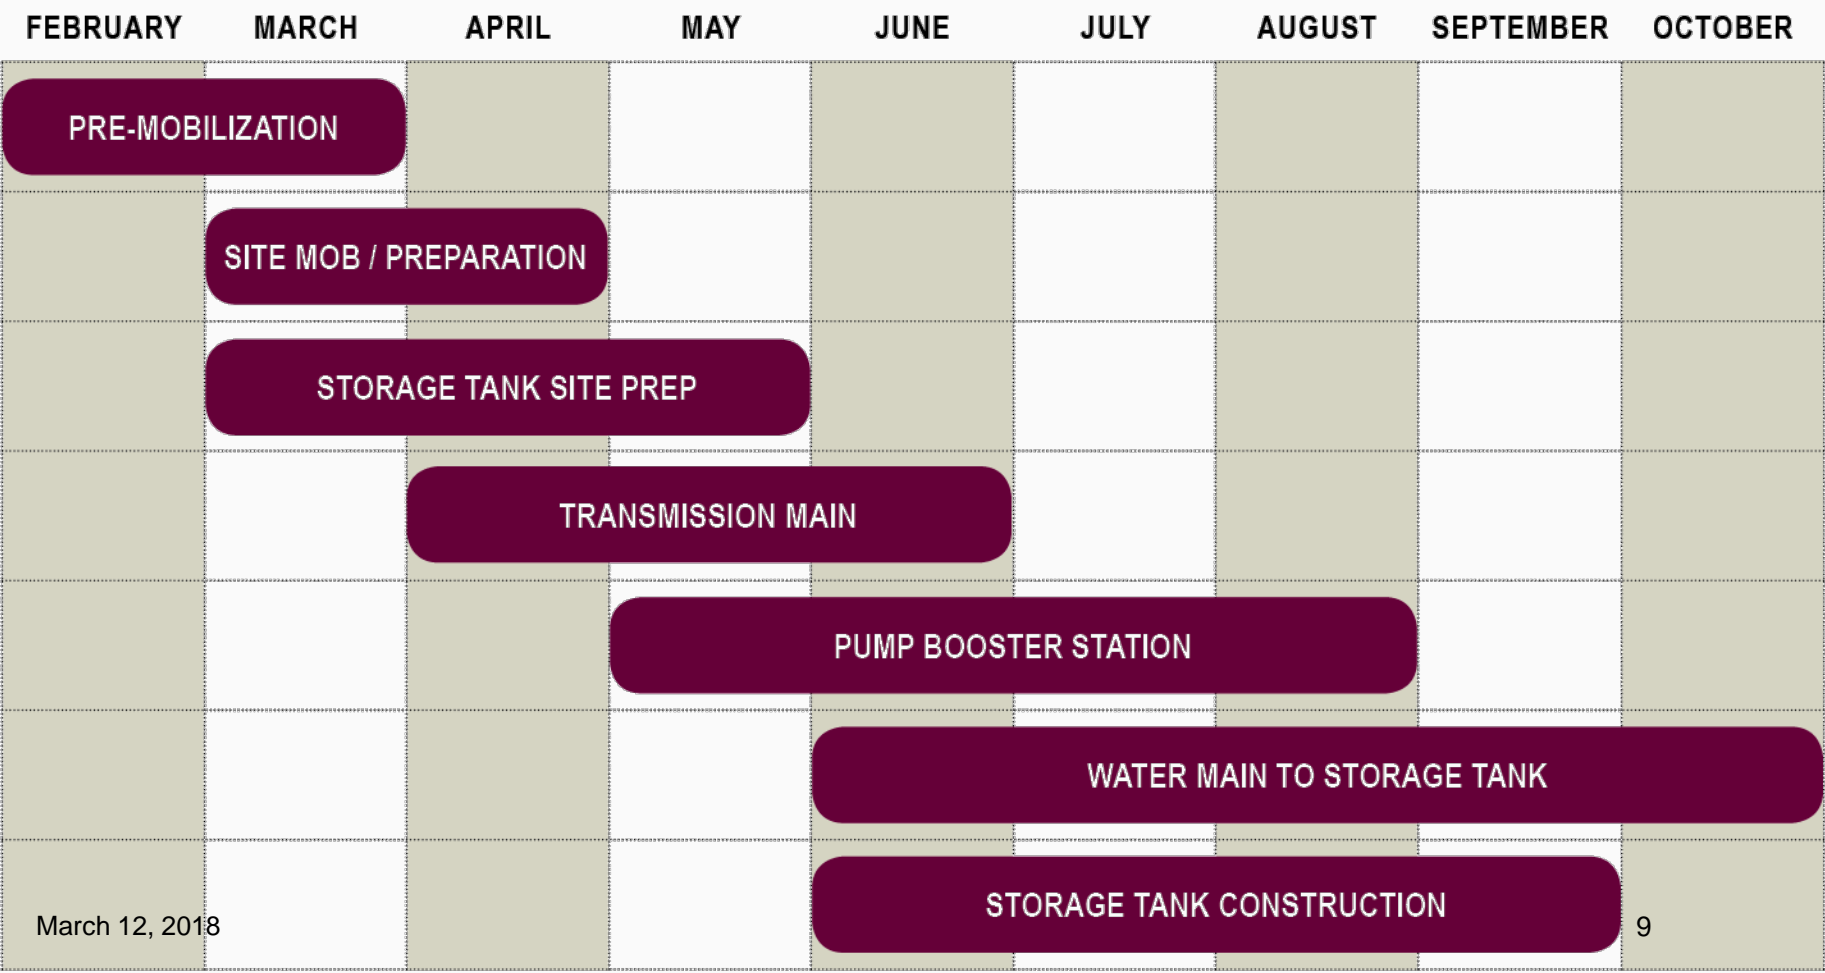 FEBRUARY MARCH APRIL MAY JUNE JULY AUGUST SEPTEMBER OCTOBER
PRE-MOBILIZATION
SITE MOB / PREPARATION
STORAGE TANK SITE PREP
TRANSMISSION MAIN
PUMP BOOSTER STATION
WATER MAIN TO STORAGE TANK
STORAGE TANK CONSTRUCTION
March 12, 2018
9